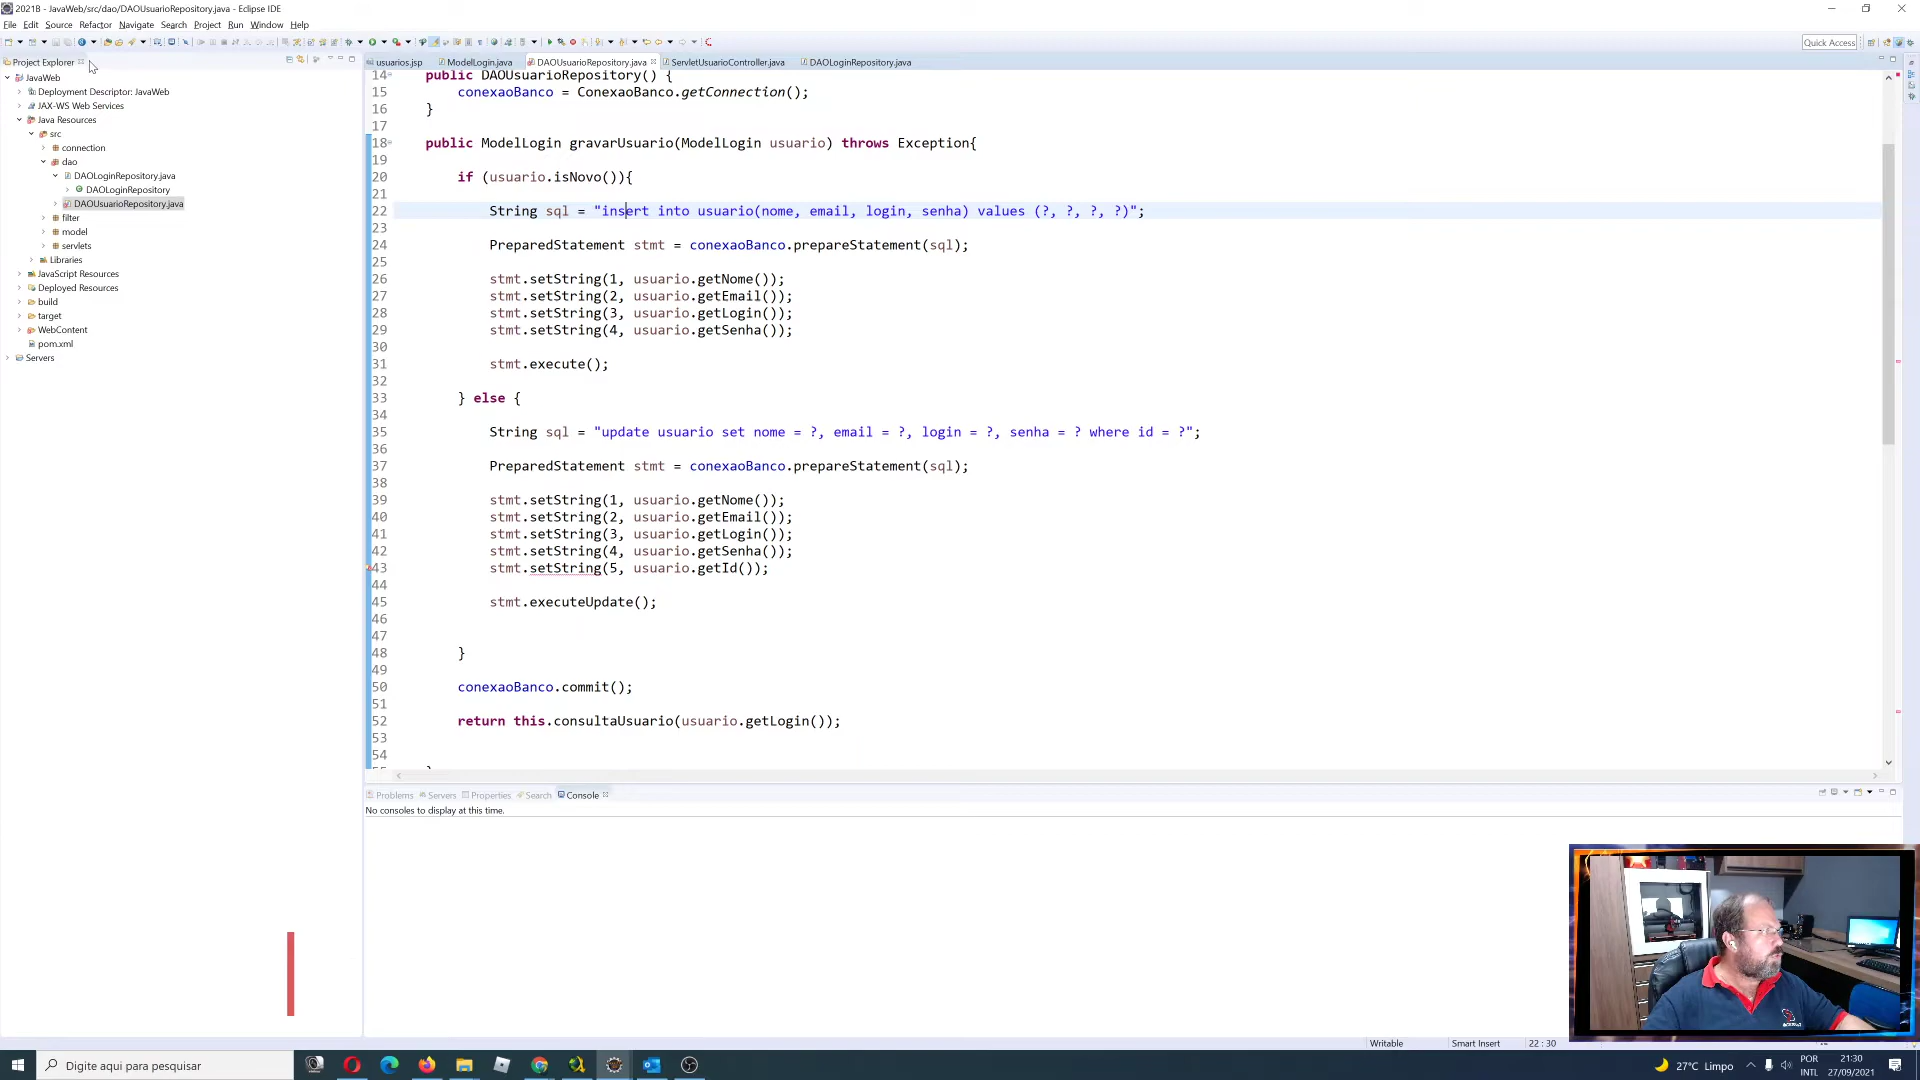 2021B - JavaWeb/src/dao/DAOUsuarioRepository.java - Eclipse IDE
File Edit Source Refactor Navigate Search Project Run Window Help
Quick Access
Project Explorer
usuarios.jsp ModelLogin.java DAOUsuarioRepository.java ServletUsuarioController.java DAOLoginRepository.java
JavaWeb
Deployment Descriptor: JavaWeb
JAX-WS Web Services
Java Resources
src
connection
dao
DAOLoginRepository.java
DAOLoginRepository
DAOUsuarioRepository.java
filter
model
servlets
Libraries
JavaScript Resources
Deployed Resources
build
target
WebContent
pom.xml
Servers
14 public DAOUsuarioRepository() {
15 conexaoBanco = ConexaoBanco.getConnection();
16 }
17
18 public ModelLogin gravarUsuario(ModelLogin usuario) throws Exception{
19
20 if (usuario.isNovo()){
21
22 String sql = "insert into usuario(nome, email, login, senha) values (?, ?, ?, ?)";
23
24 PreparedStatement stmt = conexaoBanco.prepareStatement(sql);
25
26 stmt.setString(1, usuario.getNome());
27 stmt.setString(2, usuario.getEmail());
28 stmt.setString(3, usuario.getLogin());
29 stmt.setString(4, usuario.getSenha());
30
31 stmt.execute();
32
33 } else {
34
35 String sql = "update usuario set nome = ?, email = ?, login = ?, senha = ? where id = ?";
36
37 PreparedStatement stmt = conexaoBanco.prepareStatement(sql);
38
39 stmt.setString(1, usuario.getNome());
40 stmt.setString(2, usuario.getEmail());
41 stmt.setString(3, usuario.getLogin());
42 stmt.setString(4, usuario.getSenha());
43 stmt.setString(5, usuario.getId());
44
45 stmt.executeUpdate();
46
47
48 }
49
50 conexaoBanco.commit();
51
52 return this.consultaUsuario(usuario.getLogin());
53
54
Problems Servers Properties Search Console
No consoles to display at this time.
Writable Smart Insert 22 : 30
Digite aqui para pesquisar
27°C Limpo
POR
INTL
21:30
27/09/2021